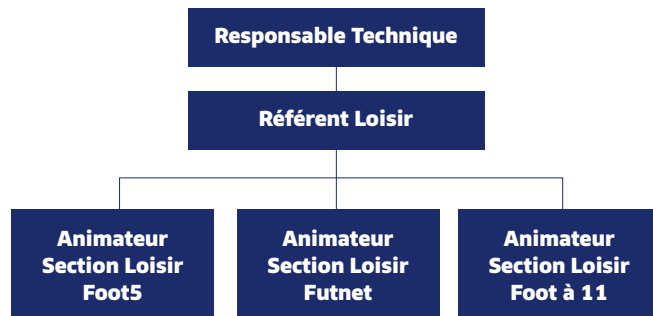 Responsable Technique
Référent Loisir
Animateur
Section Loisir
Foot5
Animateur
Section Loisir
Futnet
Animateur
Section Loisir
Foot à 11